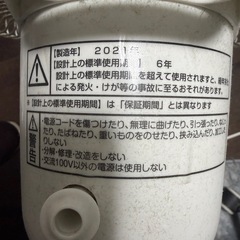 【製造年】 2021年
【設計上の標準使用期間】 6年
【設計上の標準使用期間を超えて使用されますと、経年劣化
による発火・けが等の事故に至るおそれがあります。
※【設計上の標準使用期間】は「保証期間」とは異なります
警告
・電源コードを傷つけたり、無理に曲げたり、引っ張ったり、ねじっ
たり、たばねたり、重いものをのせたり、挟み込んだり、加工
しない
・分解・修理・改造をしない
・交流100V以外の電源は使用しない